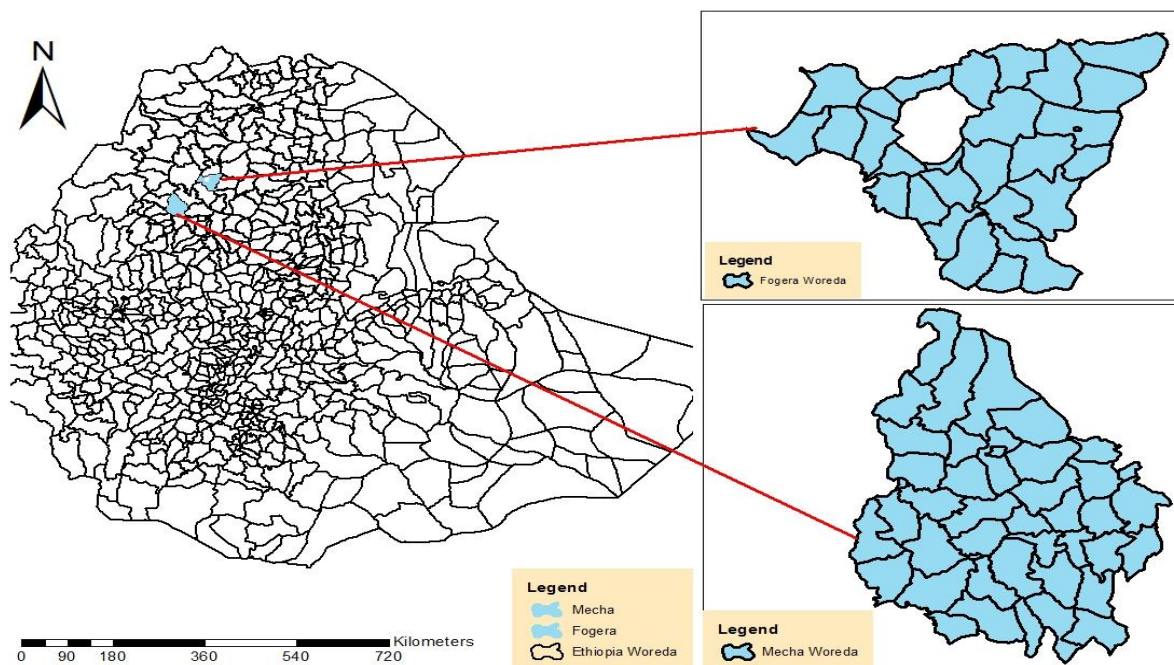 N
Legend
Fogera Woreda
Legend
Mecha
Fogera
Ethiopia Woreda
Legend
Mecha Woreda
Kilometers
0 90 180 360 540 720